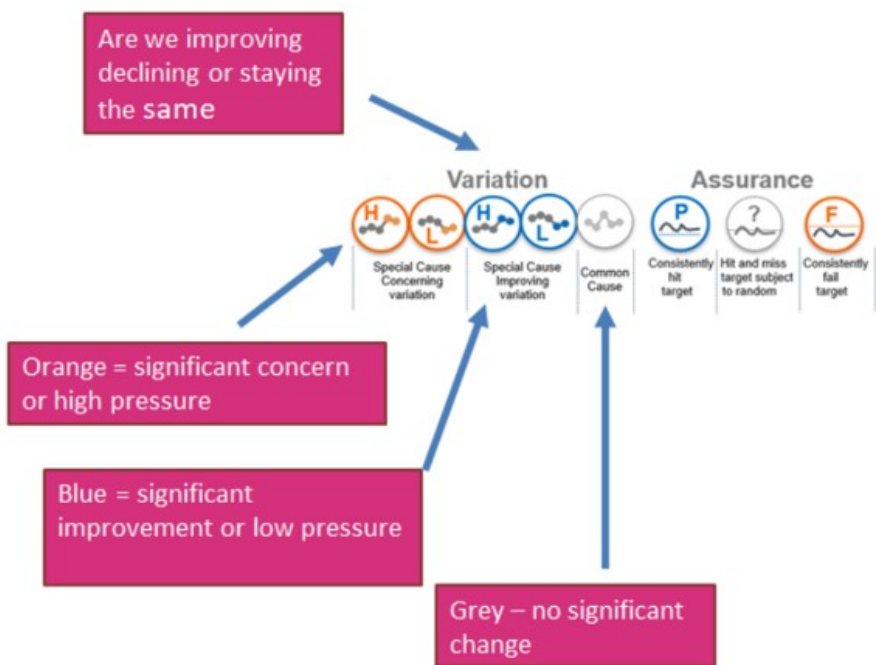 Are we improving
declining or staying
the same
Variation
Assurance
H
L
H
L
P
?
F
Special Cause
Concerning
variation
Special Cause
Improving
variation
Common
Cause
Consistently
hit
target
Hit and miss
target subject
to random
Consistently
fail
target
Orange = significant concern
or high pressure
Blue = significant
improvement or low pressure
Grey – no significant
change